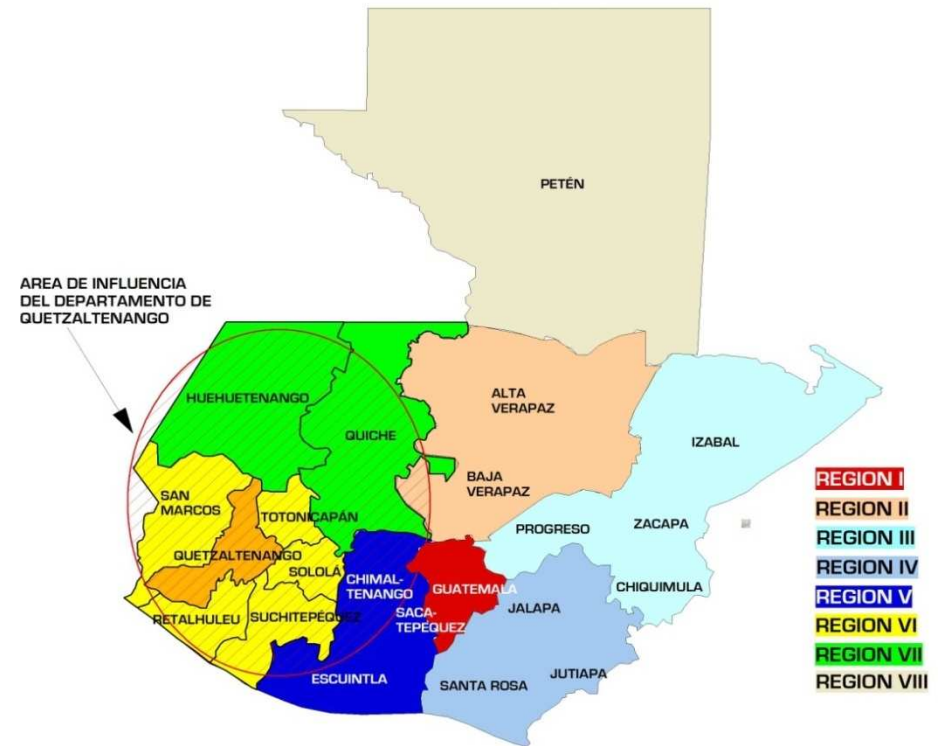 PETÉN
AREA DE INFLUENCIA
DEL DEPARTAMENTO DE
QUETZALTENANGO
HUEHUETENANGO
QUICHE
ALTA
VERAPAZ
BAJA
VERAPAZ
IZABAL
SAN
MARCOS
TOTONICAPÁN
QUETZALTENANGO
SOLOLÁ
RETALHULEU
SUCHITEPÉQUEZ
CHIMAL-
TENANGO
SACA-
TEPÉQUEZ
GUATEMALA
ESCUINTLA
PROGRESO
ZACAPA
CHIQUIMULA
JALAPA
JUTIAPA
SANTA ROSA
REGION I
REGION II
REGION III
REGION IV
REGION V
REGION VI
REGION VII
REGION VIII